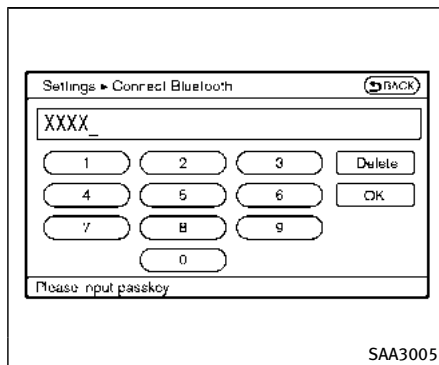 Settings ▸ Connect Bluetooth
BACK
XXXX_
1 2 3 Delete
4 5 6 OK
7 8 9
0
Please input passkey
SAA3005